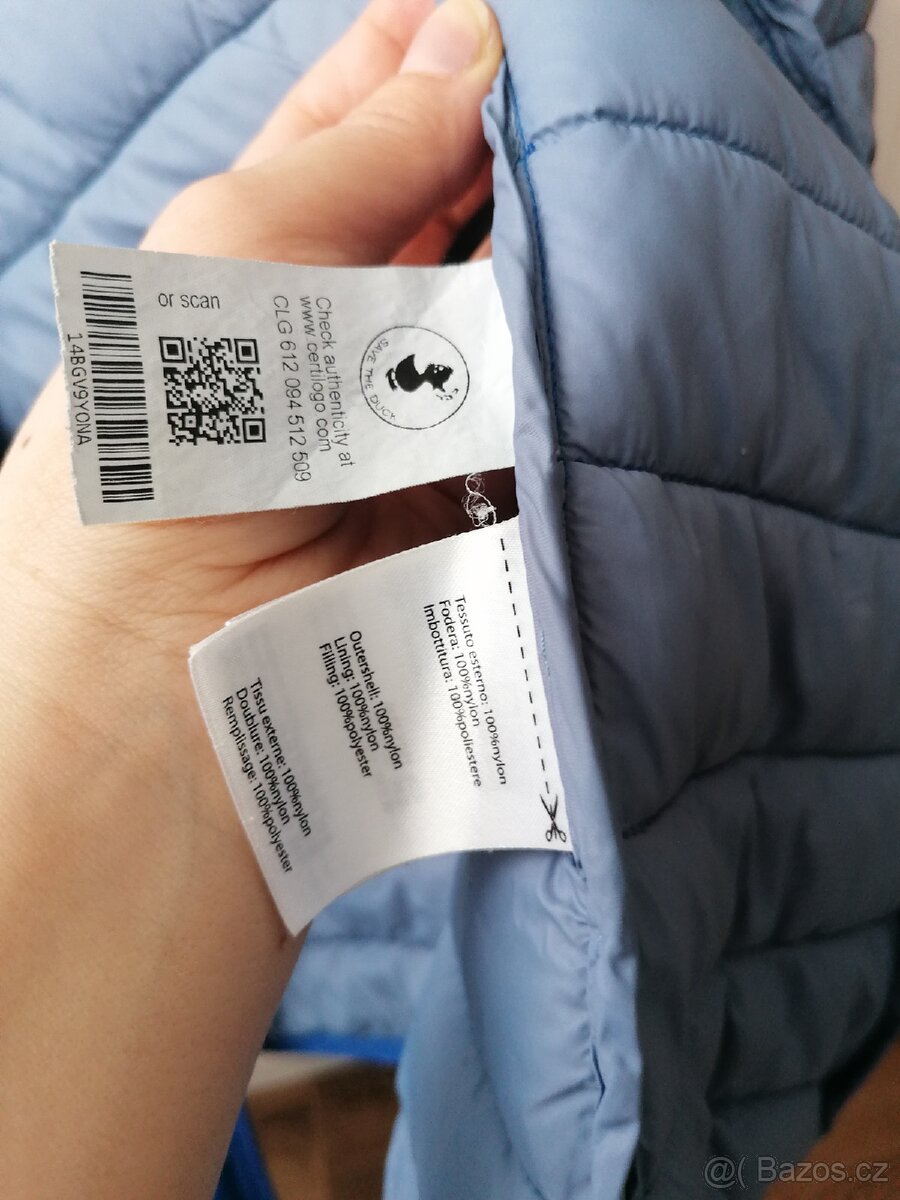 SAVE THE DUCK
Check authenticity at
www.certilogo.com
CLG 612 094 512 509
or scan
14BGV9YONA
Tessuto esterno: 100%nylon
Fodera: 100%nylon
Imbottitura: 100%poliestere
Outershell: 100%nylon
Lining: 100%nylon
Filling: 100%polyester
Tissu externe: 100%nylon
Doublure: 100%nylon
Remplissage: 100%polyester
@( Bazos.cz